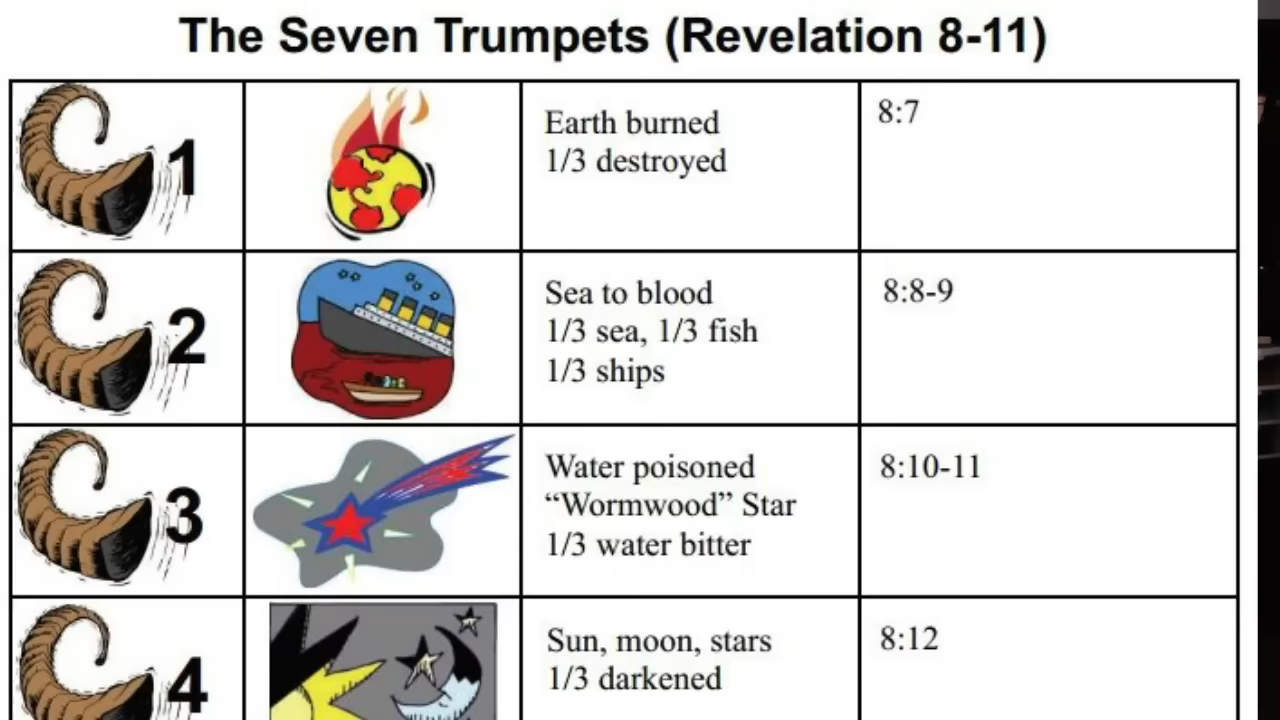 The Seven Trumpets (Revelation 8-11)
1
Earth burned
1/3 destroyed
8:7
2
Sea to blood
1/3 sea, 1/3 fish
1/3 ships
8:8-9
3
Water poisoned
“Wormwood” Star
1/3 water bitter
8:10-11
4
Sun, moon, stars
1/3 darkened
8:12